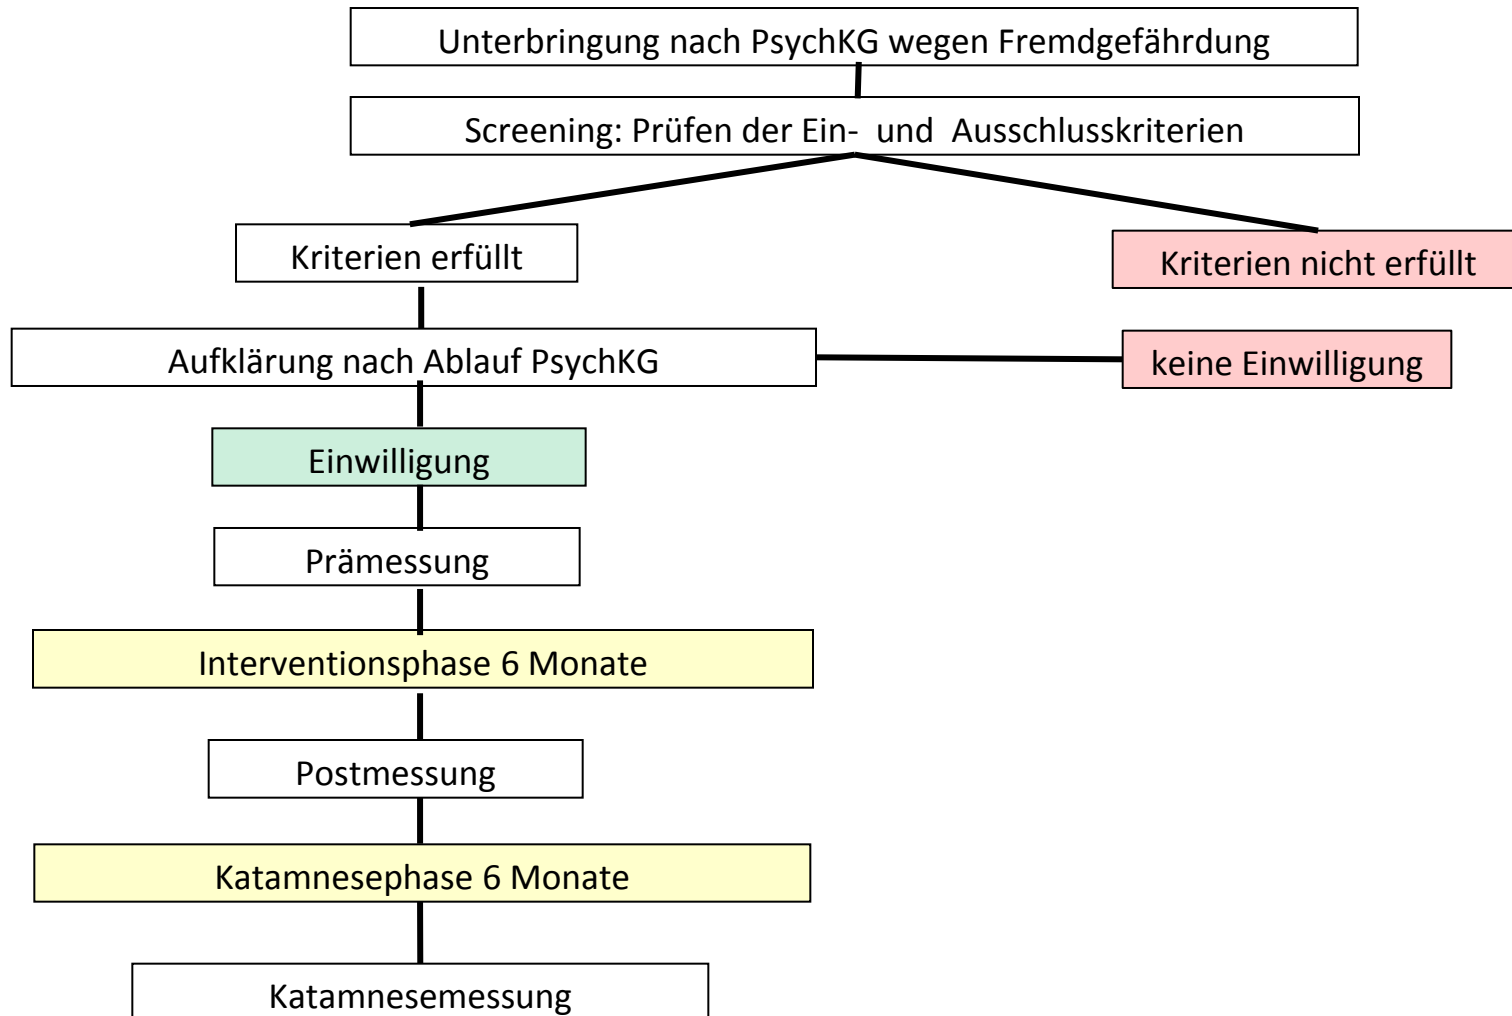 Unterbringung nach PsychKG wegen Fremdgefährdung
Screening: Prüfen der Ein- und Ausschlusskriterien
Kriterien erfüllt
Kriterien nicht erfüllt
Aufklärung nach Ablauf PsychKG
keine Einwilligung
Einwilligung
Prämessung
Interventionsphase 6 Monate
Postmessung
Katamnesephase 6 Monate
Katamnesemessung